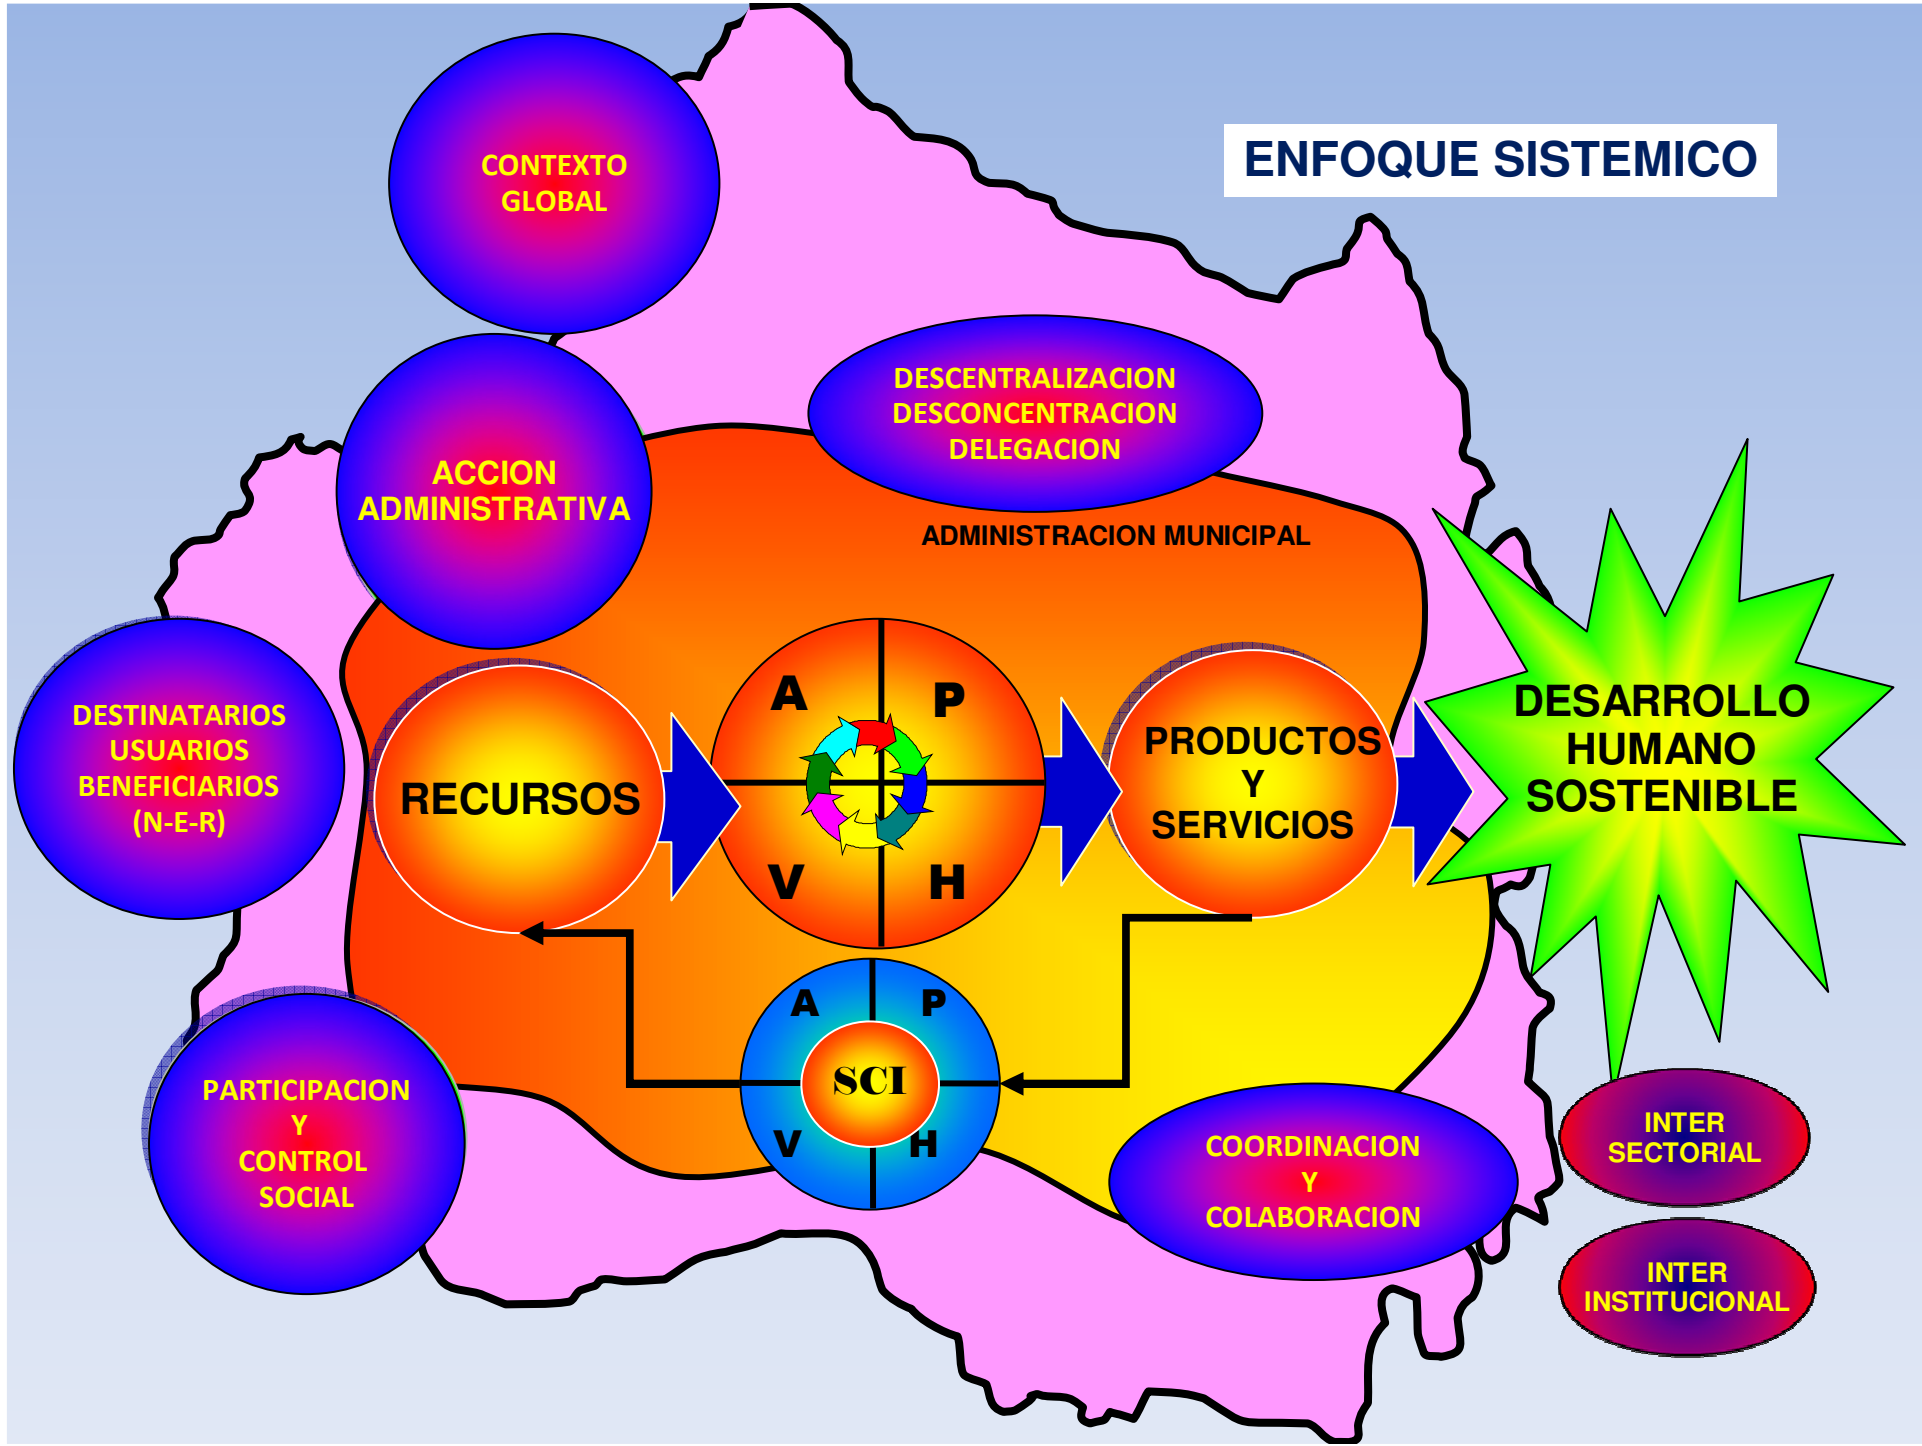 ENFOQUE SISTEMICO
CONTEXTO
GLOBAL
DESCENTRALIZACION
DESCONCENTRACION
DELEGACION
ACCION
ADMINISTRATIVA
ADMINISTRACION MUNICIPAL
DESTINATARIOS
USUARIOS
BENEFICIARIOS
(N-E-R)
RECURSOS
A
P
V
H
PRODUCTOS
Y
SERVICIOS
DESARROLLO
HUMANO
SOSTENIBLE
A
P
SCI
V
H
PARTICIPACION
Y
CONTROL
SOCIAL
COORDINACION
Y
COLABORACION
INTER
SECTORIAL
INTER
INSTITUCIONAL